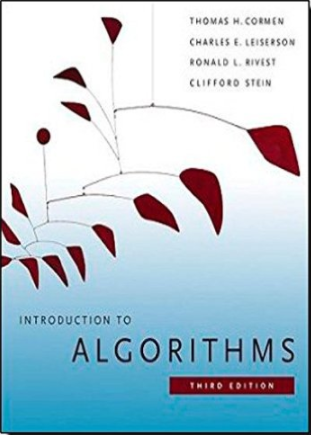 THOMAS H. CORMEN
CHARLES E. LEISERSON
RONALD L. RIVEST
CLIFFORD STEIN
INTRODUCTION TO
ALGORITHMS
THIRD EDITION